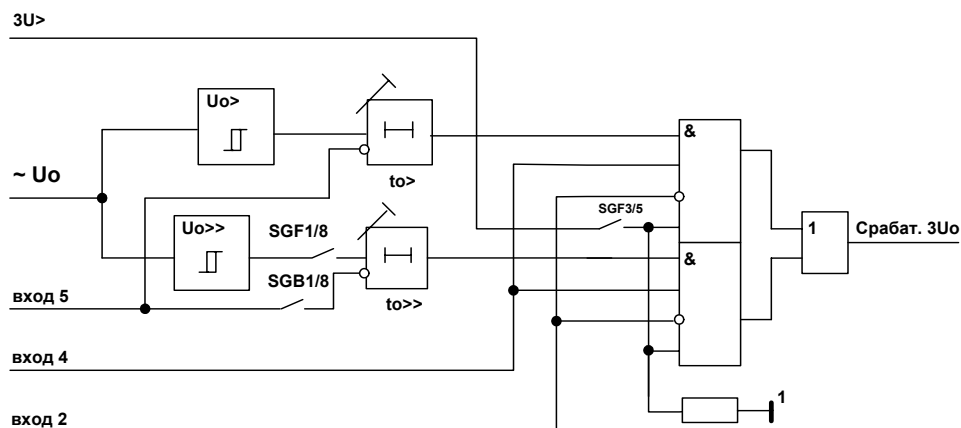 3U>
Uo>
&
~ Uo
to>
SGF3/5
Uo>>
SGF1/8
1
Срабат. 3Uo
&
SGB1/8
вход 5
to>>
вход 4
1
вход 2